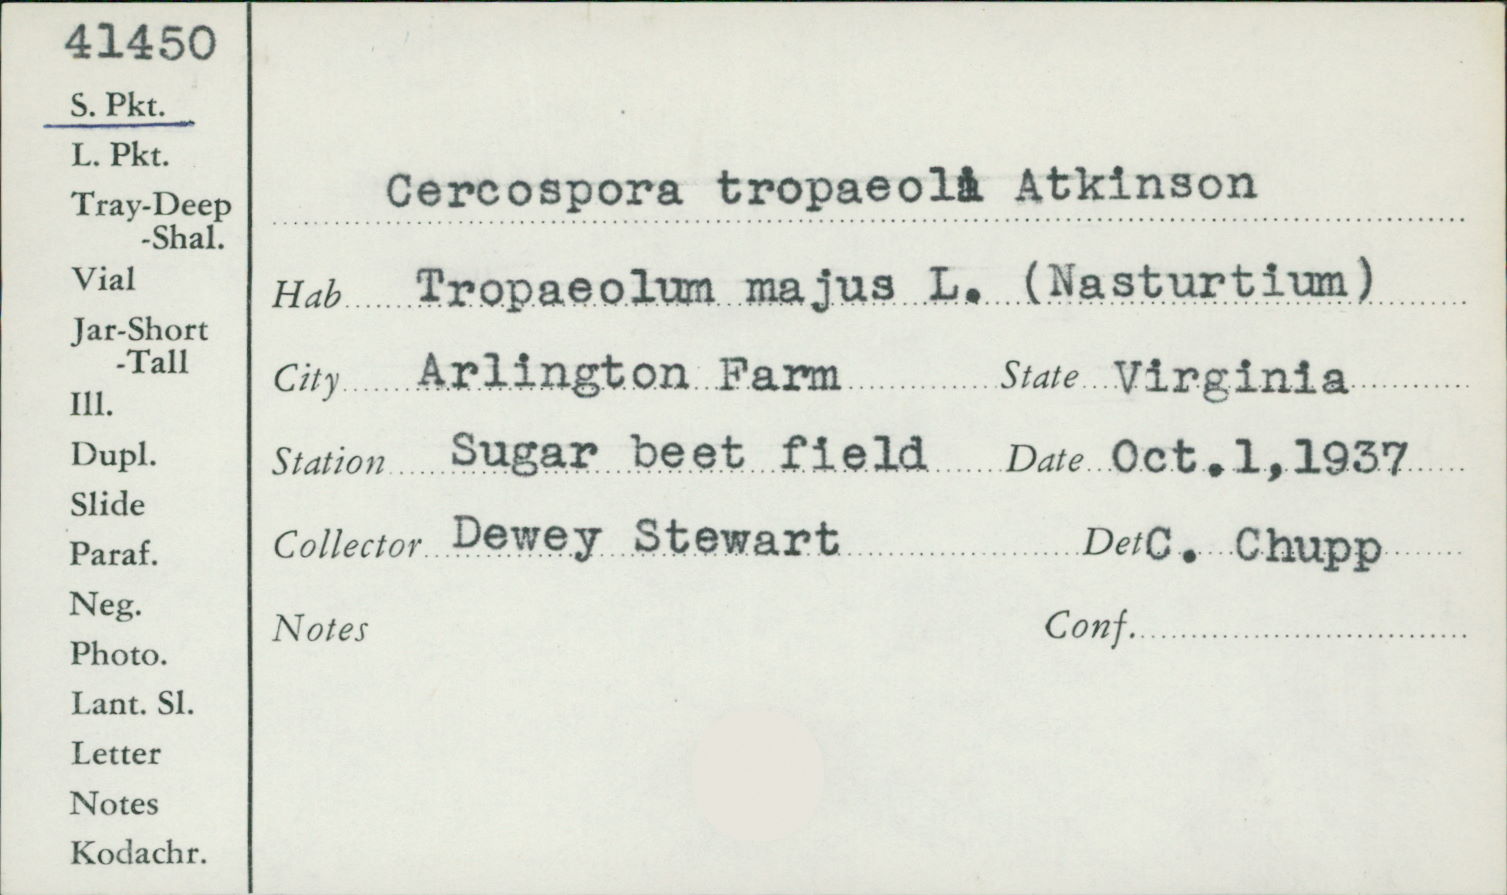 41450
S. Pkt.
L. Pkt.
Tray-Deep
-Shal.
Vial
Jar-Short
-Tall
Ill.
Dupl.
Slide
Paraf.
Neg.
Photo.
Lant. Sl.
Letter
Notes
Kodachr.
Cercospora tropaeoli Atkinson
Hab Tropaeolum majus L. (Nasturtium)
City Arlington Farm State Virginia
Station Sugar beet field Date Oct.1,1937
Collector Dewey Stewart Det C. Chupp
Notes Conf.